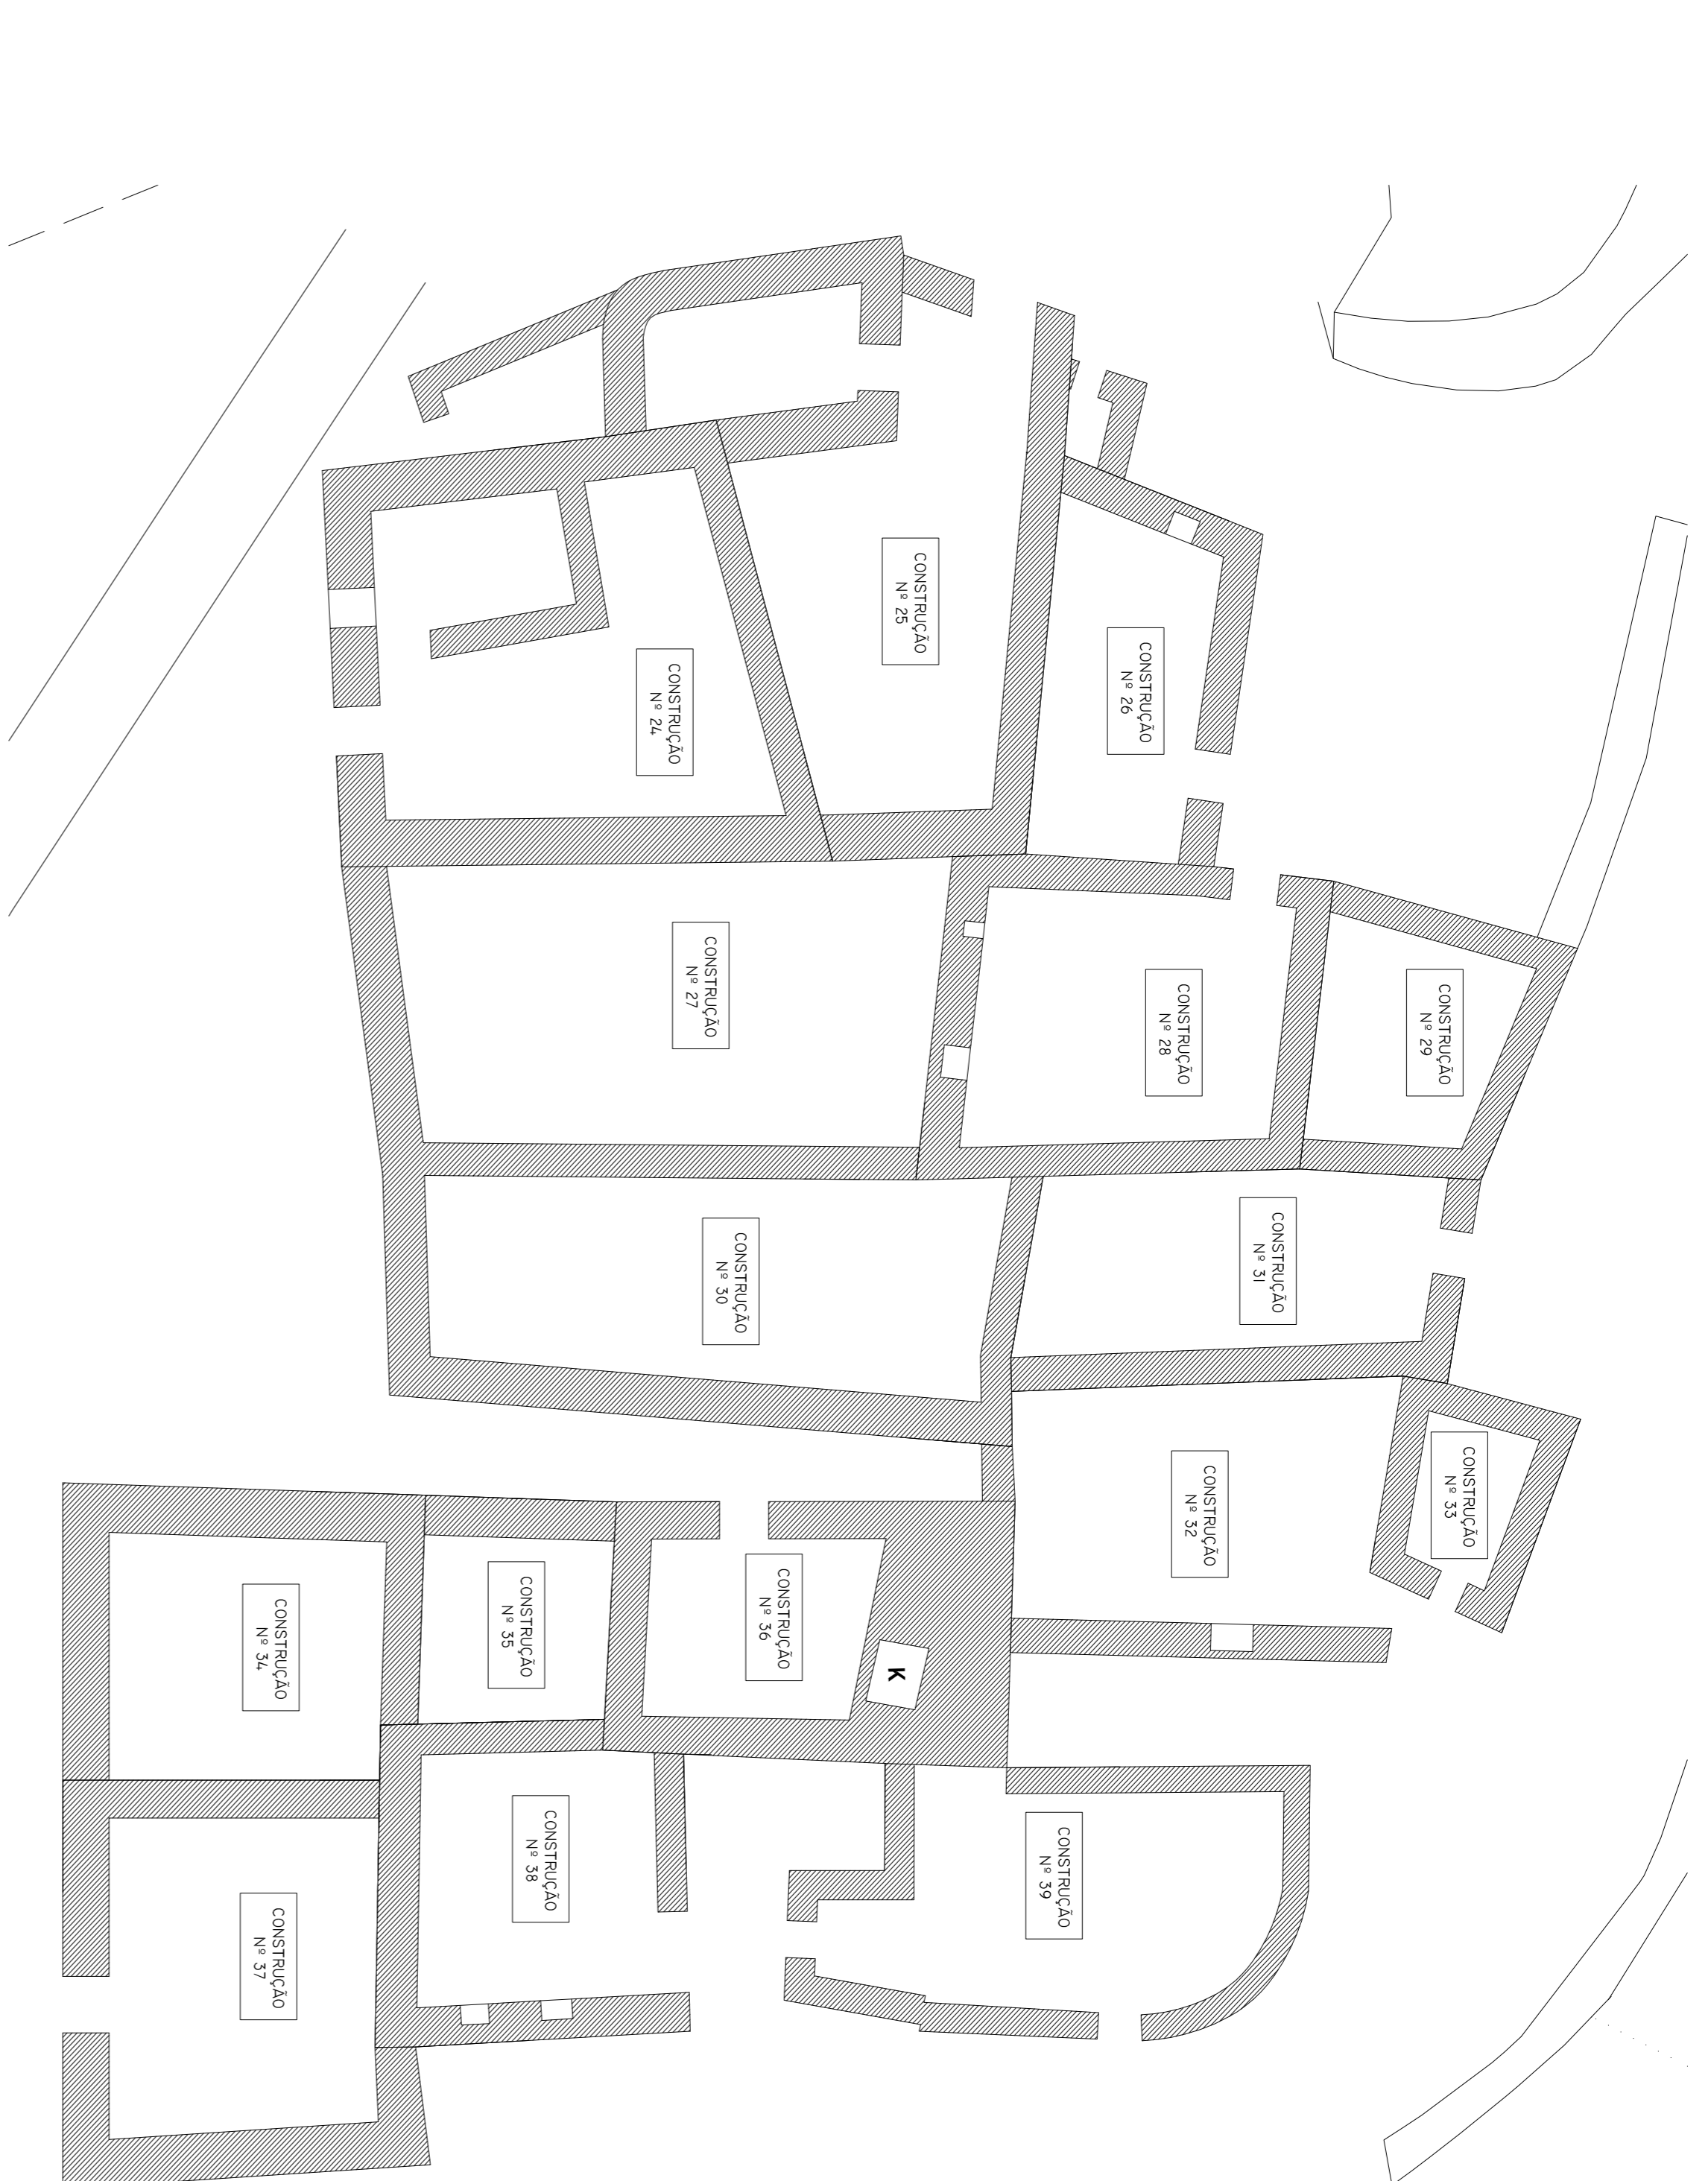 CONSTRUÇÃO
Nº 24
CONSTRUÇÃO
Nº 25
CONSTRUÇÃO
Nº 26
CONSTRUÇÃO
Nº 27
CONSTRUÇÃO
Nº 28
CONSTRUÇÃO
Nº 29
CONSTRUÇÃO
Nº 30
CONSTRUÇÃO
Nº 31
CONSTRUÇÃO
Nº 32
CONSTRUÇÃO
Nº 33
CONSTRUÇÃO
Nº 34
CONSTRUÇÃO
Nº 35
CONSTRUÇÃO
Nº 36
K
CONSTRUÇÃO
Nº 37
CONSTRUÇÃO
Nº 38
CONSTRUÇÃO
Nº 39